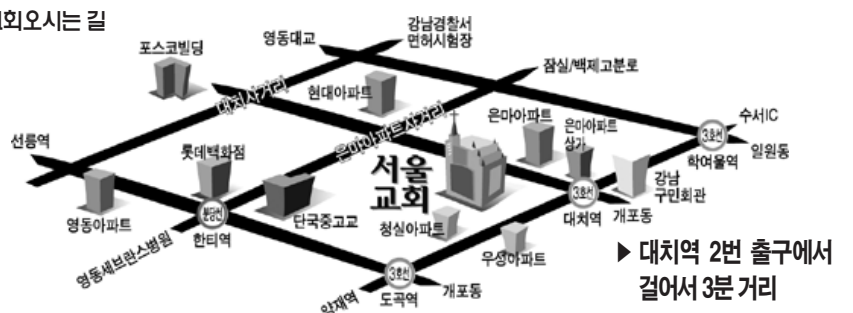 회오시는 길
포스코빌딩
영동대교
강남경찰서
면허시험장
잠실/백제고분로
대치사거리
현대아파트
은마아파트사거리
은마아파트
은마아파트
상가
수서IC
3호선
학여울역
일원동
선릉역
롯데백화점
서울
교회
강남
구민회관
3호선
대치역
개포동
영동아파트
분당선
한티역
단국중고교
청실아파트
우성아파트
영동세브란스병원
3호선
도곡역
개포동
양재역
▶ 대치역 2번 출구에서
걸어서 3분 거리